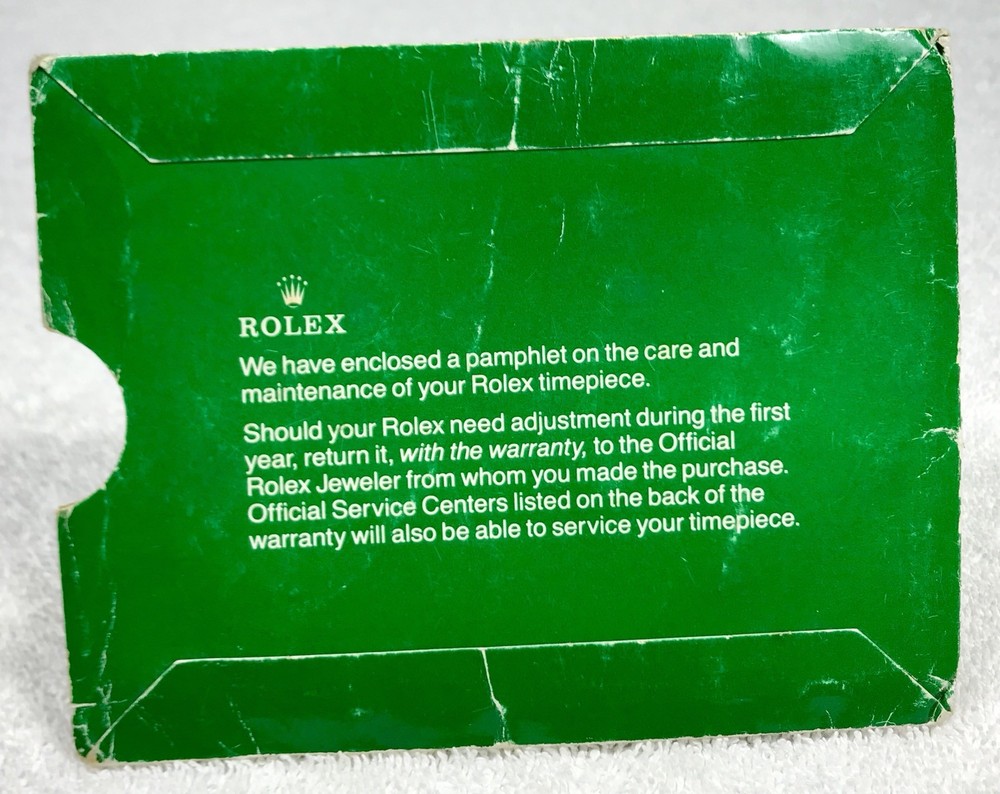 ROLEX
We have enclosed a pamphlet on the care and
maintenance of your Rolex timepiece.
Should your Rolex need adjustment during the first
year, return it, with the warranty, to the Official
Rolex Jeweler from whom you made the purchase.
Official Service Centers listed on the back of the
warranty will also be able to service your timepiece.